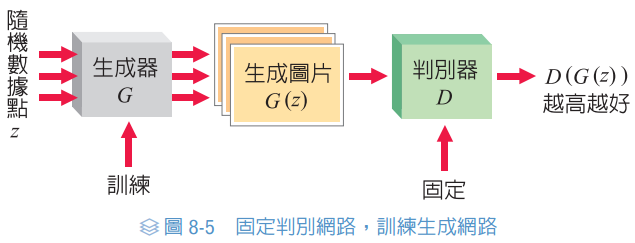 隨機數據點
z
生成器
G
生成圖片
G(z)
判別器
D
D(G(z))
越高越好
訓練
固定
圖 8-5 固定判別網路，訓練生成網路